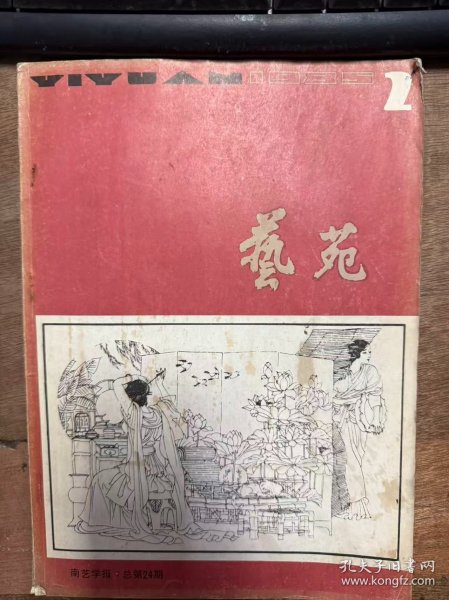 YIYUAN 1985 2
藝苑
南艺学报·总第24期
孔夫子旧书网
kongfz.com